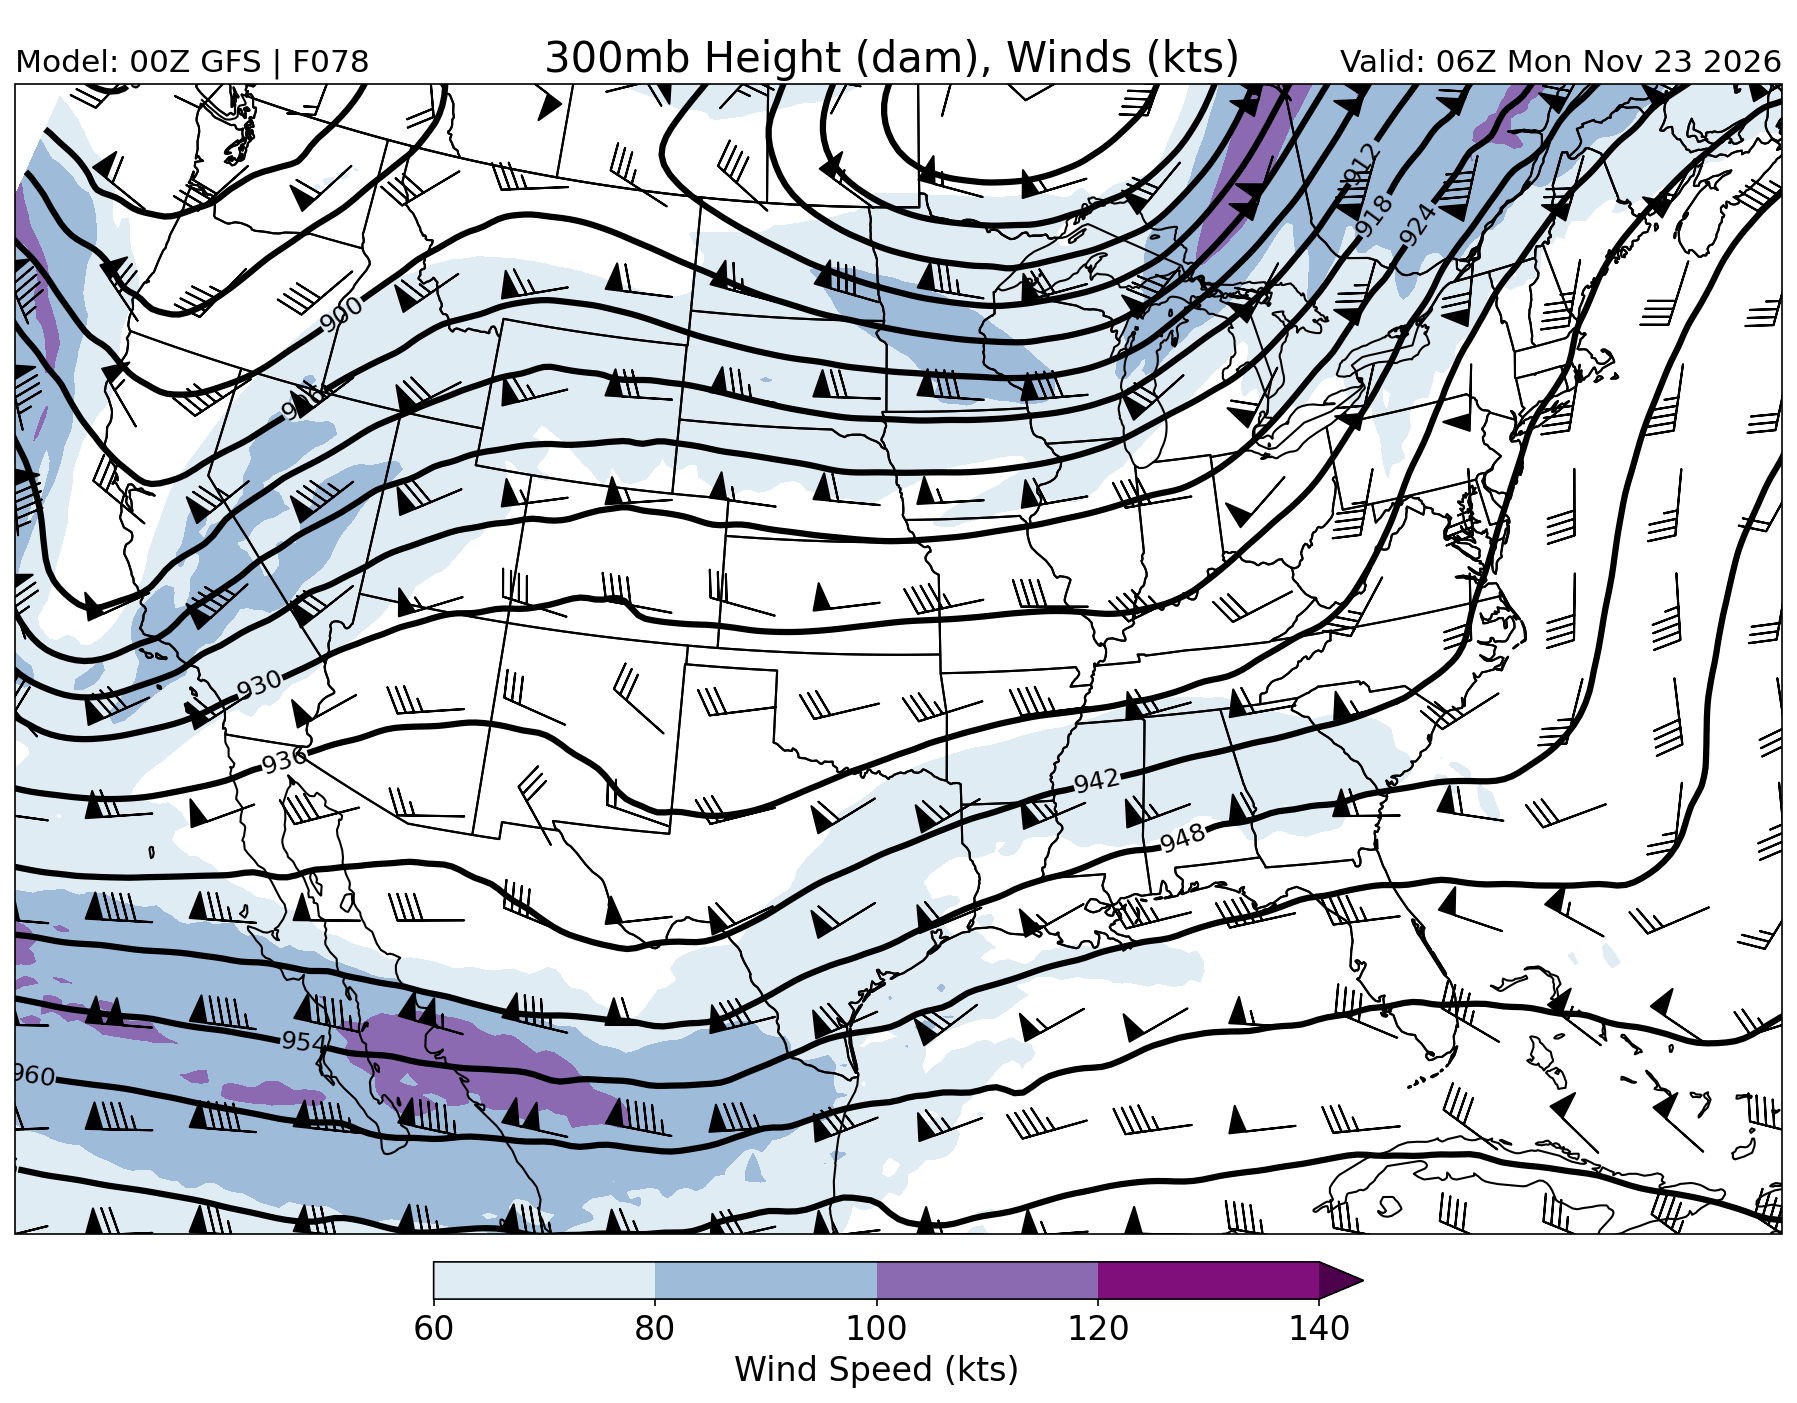 Model: 00Z GFS | F078
300mb Height (dam), Winds (kts)
Valid: 06Z Mon Nov 23 2026
912
918
924
900
906
930
936
942
948
954
960
60 80 100 120 140
Wind Speed (kts)